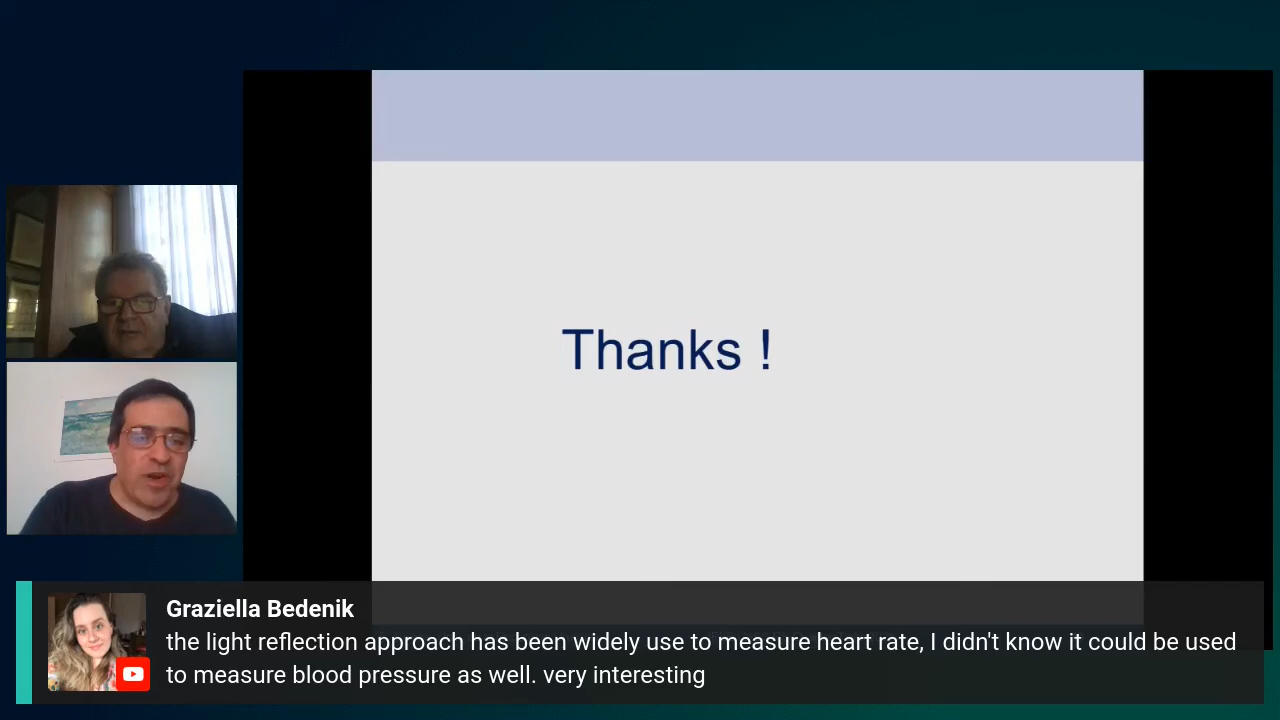 Thanks !
Graziella Bedenik
the light reflection approach has been widely use to measure heart rate, I didn't know it could be used
to measure blood pressure as well. very interesting